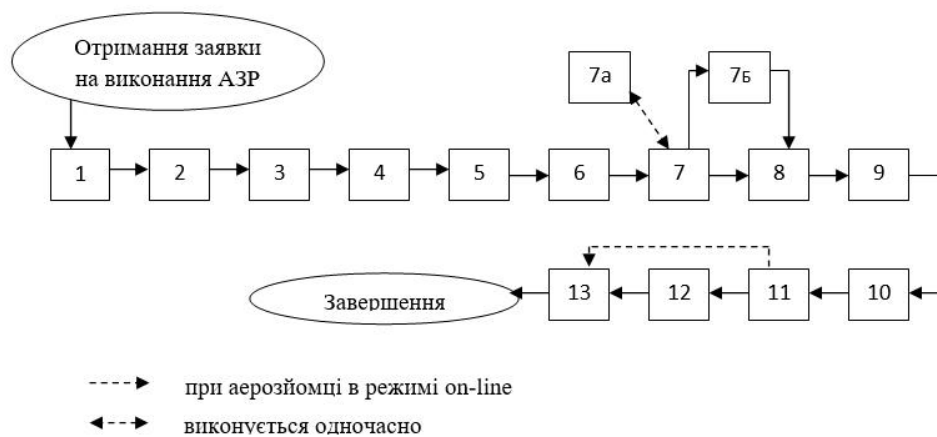 Отримання заявки
на виконання АЗР
7а
7Б
1
2
3
4
5
6
7
8
9
Завершення
13
12
11
10
при аерозйомці в режимі on-line
виконується одночасно